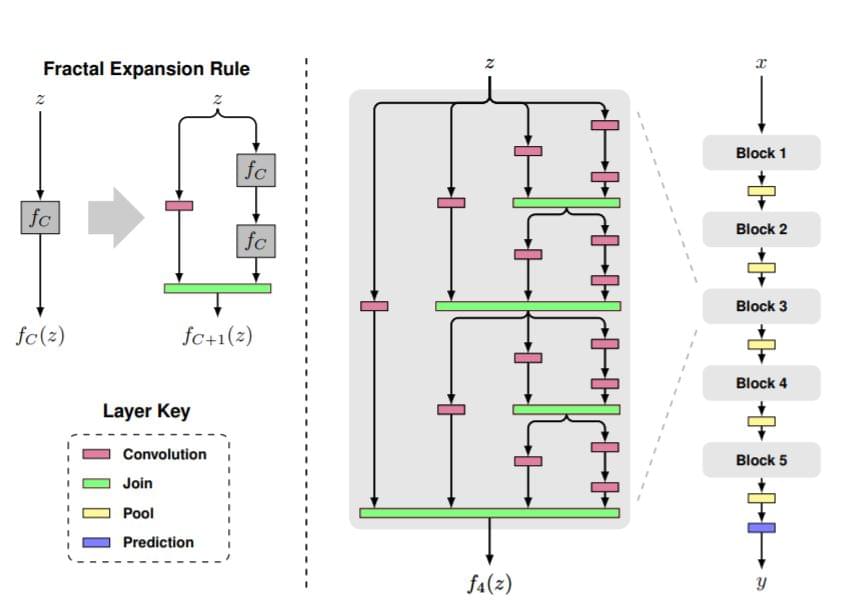 Fractal Expansion Rule
z
f_C
f_C(z)
z
f_C
f_C
f_{C+1}(z)
Layer Key
Convolution
Join
Pool
Prediction
z
f_4(z)
x
Block 1
Block 2
Block 3
Block 4
Block 5
y